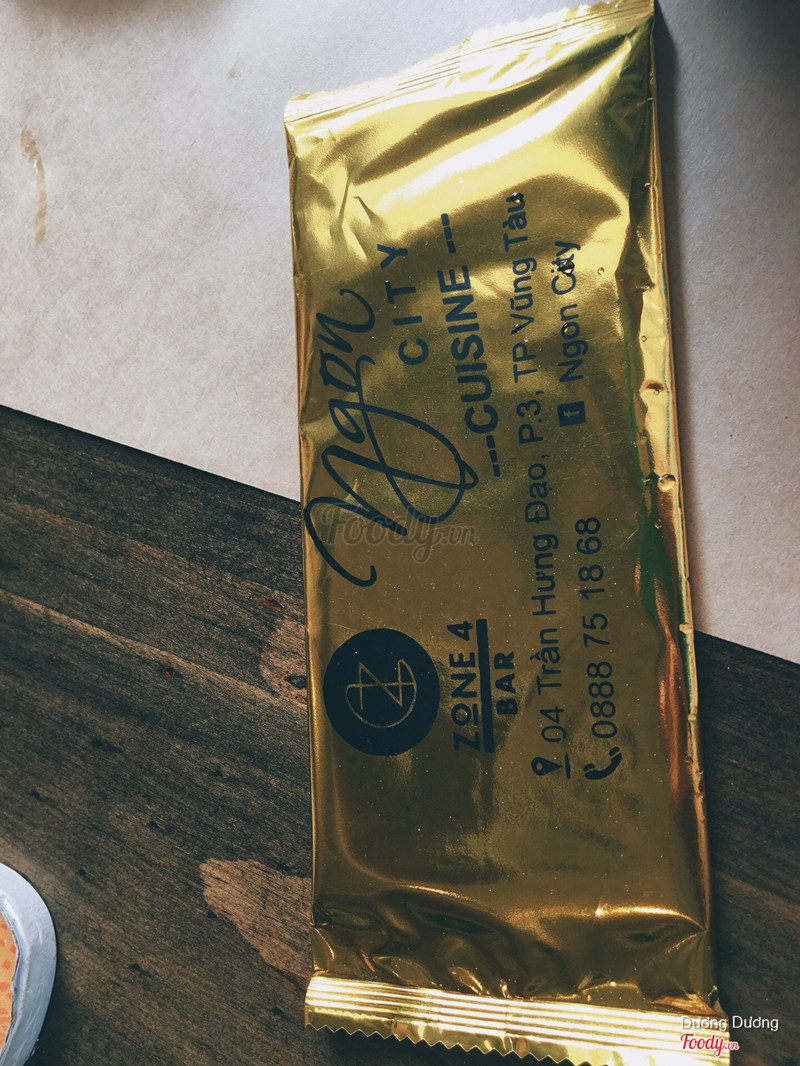 Ngon
CITY
---CUISINE---
ZONE 4
BAR
04 Trần Hưng Đạo, P.3, TP Vũng Tàu
0888 75 18 68
Ngon City
Foody.vn
Dương Dương
Foody.vn